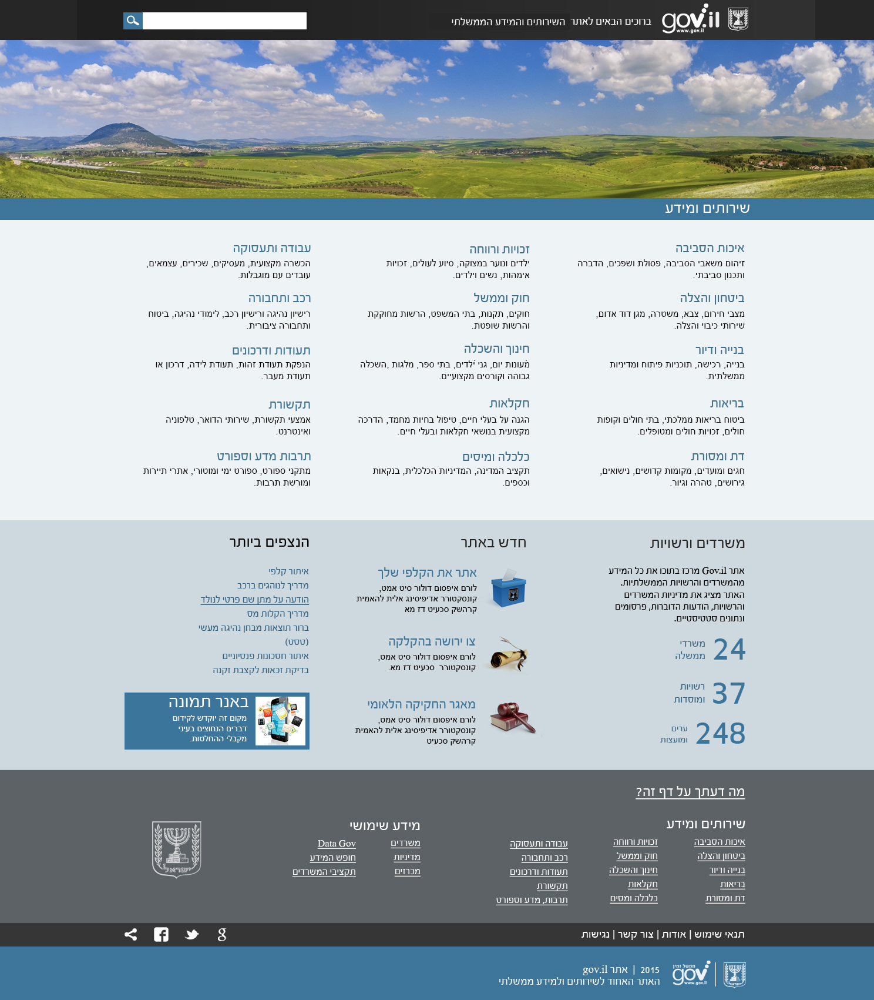 ברוכים הבאים לאתר השירותים והמידע הממשלתי
gov.il
www.gov.il
ישראל
שירותים ומידע
איכות הסביבה
זיהום משאבי הסביבה, פסולת ושפכים, הדברה
ותכנון סביבתי.
ביטחון והצלה
מצבי חירום, צבא, משטרה, מגן דוד אדום,
שירותי כיבוי והצלה.
בנייה ודיור
בנייה, רכישה, תוכניות פיתוח ומדיניות
ממשלתית.
בריאות
ביטוח בריאות ממלכתי, בתי חולים וקופות
חולים, זכויות חולים ומטופלים.
דת ומסורת
חגים ומועדים, מקומות קדושים, נישואים,
גירושים, טהרה וגיור.
זכויות ורווחה
ילדים ונוער במצוקה, סיוע לעולים, זכויות
אימהות, נשים וילדים.
חוק וממשל
חוקים, תקנות, בתי המשפט, הרשות מחוקקת
והרשות שופטת.
חינוך והשכלה
מעונות יום, גני ילדים, בתי ספר, מלגות ,השכלה
גבוהה וקורסים מקצועיים.
חקלאות
הגנה על בעלי חיים, טיפול בחיות מחמד, הדרכה
מקצועית בנושאי חקלאות ובעלי חיים.
כלכלה ומיסים
תקציב המדינה, המדיניות הכלכלית, בנקאות
וכספים.
עבודה ותעסוקה
הכשרה מקצועית, מעסיקים, שכירים, עצמאים,
עובדים עם מוגבלות.
רכב ותחבורה
רישיון נהיגה ורישיון רכב, לימודי נהיגה, ביטוח
ותחבורה ציבורית.
תעודות ודרכונים
הנפקת תעודת זהות, תעודת לידה, דרכון או
תעודת מעבר.
תקשורת
אמצעי תקשורת, שירותי הדואר, טלפוניה
ואינטרנט.
תרבות מדע וספורט
מתקני ספורט, ספורט ימי ומוטורי, אתרי תיירות
ומורשת תרבות.
משרדים ורשויות
אתר Gov.il מרכז בתוכו את כל המידע
מהמשרדים והרשויות הממשלתיות.
האתר מציג את מדיניות המשרדים
והרשויות, הודעות הדוברות, פרסומים
ונתונים סטטיסטיים.
24 משרדי
ממשלה
37 רשויות
ומוסדות
248 ערים
ומועצות
חדש באתר
אתר את הקלפי שלך
לורם איפסום דולור סיט אמט,
קונסקטורר אדיפיסינג אלית להאמית
קרהשק סכעיט דז מא
צו ירושה בהקלקה
לורם איפסום דולור סיט אמט,
קונסקטורר סכעיט דז מא.
מאגר החקיקה הלאומי
לורם איפסום דולור סיט אמט,
קונסקטורר אדיפיסינג אלית להאמית
קרהשק סכעיט
הנצפים ביותר
איתור קלפי
מדריך לנוהגים ברכב
הודעה על מתן שם פרטי לנולד
מדריך הקלות מס
ברור תוצאות מבחן נהיגה מעשי
(טסט)
איתור חסכונות פנסיוניים
בדיקת זכאות לקצבת זקנה
באנר תמונה
מקום זה יוקדש לקידום
דברים הנחוצים בעיני
מקבלי ההחלטות.
מה דעתך על דף זה?
שירותים ומידע
איכות הסביבה
ביטחון והצלה
בנייה ודיור
בריאות
דת ומסורת
זכויות ורווחה
חוק וממשל
חינוך והשכלה
חקלאות
כלכלה ומסים
עבודה ותעסוקה
רכב ותחבורה
תעודות ודרכונים
תקשורת
תרבות, מדע וספורט
מידע שימושי
משרדים
מדיניות
מכרזים
Data Gov
חופש המידע
תקציבי המשרדים
ישראל
תנאי שימוש | אודות | צור קשר | נגישות
ממשל זמין
gov
www.gov.il
2015 | אתר gov.il
האתר האחוד לשירותים ולמידע ממשלתי